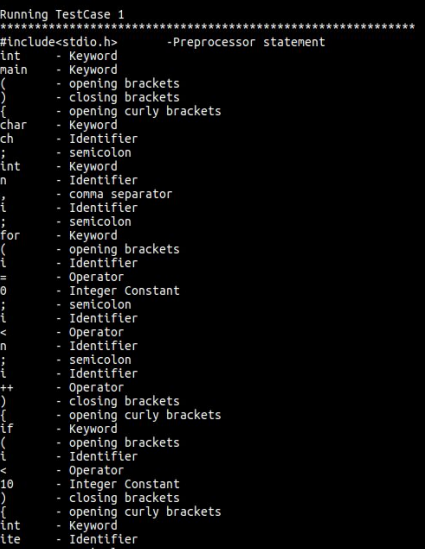 Running TestCase 1
***********************************************************
#include<stdio.h> -Preprocessor statement
int - Keyword
main - Keyword
( - opening brackets
) - closing brackets
{ - opening curly brackets
char - Keyword
ch - Identifier
; - semicolon
int - Keyword
n - Identifier
, - comma separator
i - Identifier
; - semicolon
for - Keyword
( - opening brackets
i - Identifier
= - Operator
0 - Integer Constant
; - semicolon
i - Identifier
< - Operator
n - Identifier
; - semicolon
i - Identifier
++ - Operator
) - closing brackets
{ - opening curly brackets
if - Keyword
( - opening brackets
i - Identifier
< - Operator
10 - Integer Constant
) - closing brackets
{ - opening curly brackets
int - Keyword
ite - Identifier